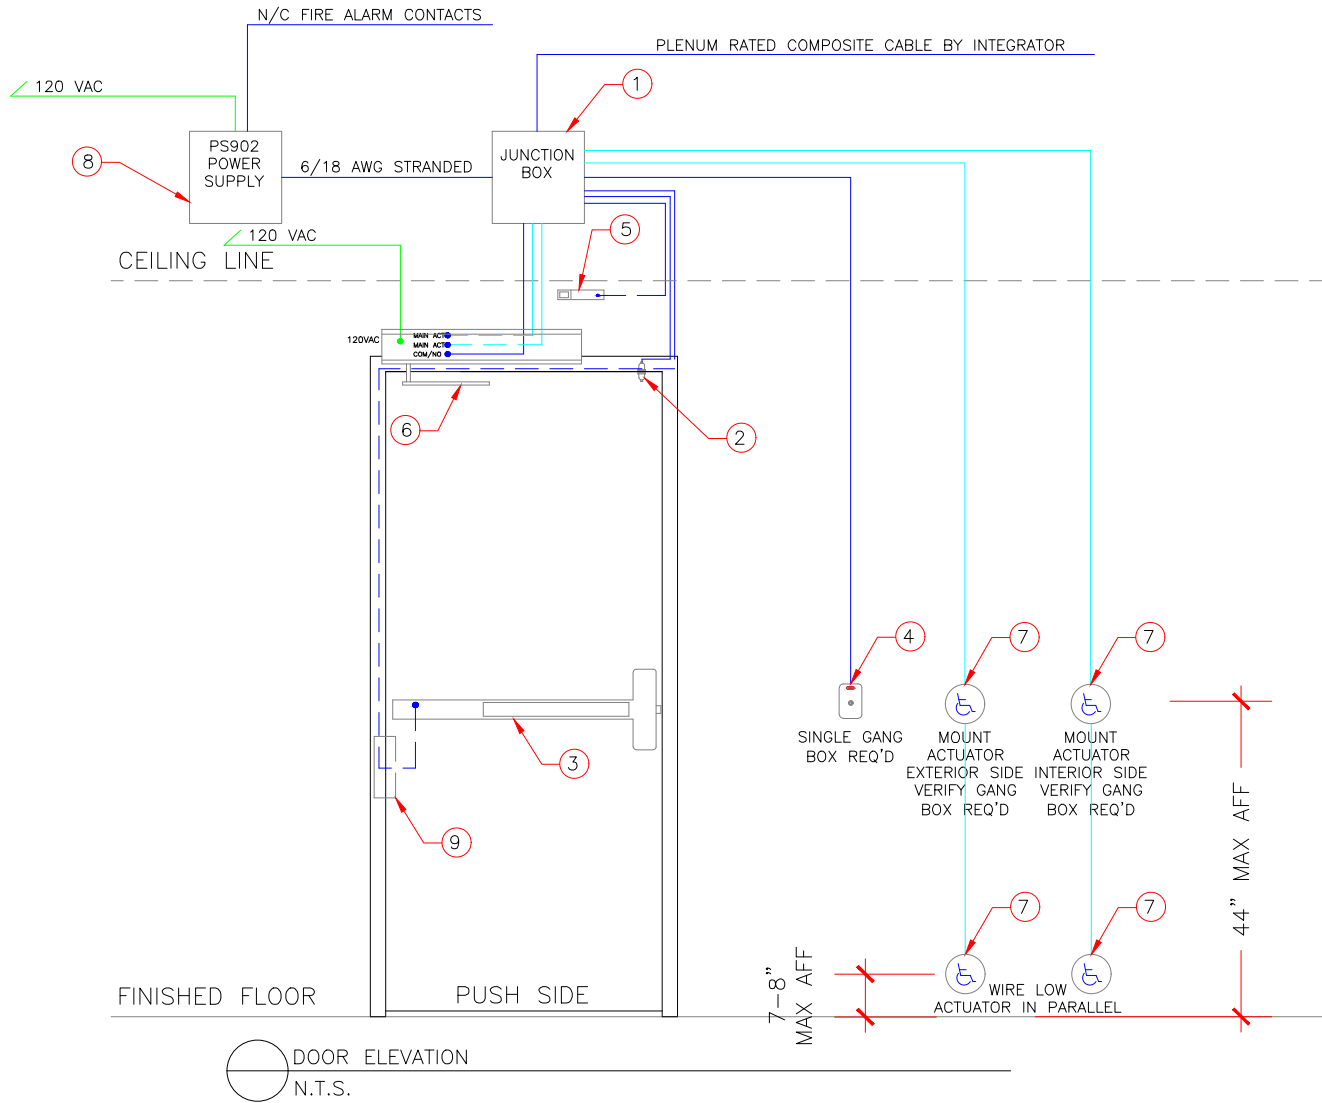 N/C FIRE ALARM CONTACTS
PLENUM RATED COMPOSITE CABLE BY INTEGRATOR
120 VAC
1
PS902
POWER
SUPPLY
8
6/18 AWG STRANDED
JUNCTION
BOX
120 VAC
5
CEILING LINE
120VAC
MAIN ACT
MAIN ACT
COM/NO
6
2
4
7
7
SINGLE GANG
BOX REQ'D
MOUNT
ACTUATOR
EXTERIOR SIDE
VERIFY GANG
BOX REQ'D
MOUNT
ACTUATOR
INTERIOR SIDE
VERIFY GANG
BOX REQ'D
3
9
44" MAX AFF
7
7
7-8"
MAX AFF
WIRE LOW
ACTUATOR IN PARALLEL
FINISHED FLOOR
PUSH SIDE
DOOR ELEVATION
N.T.S.